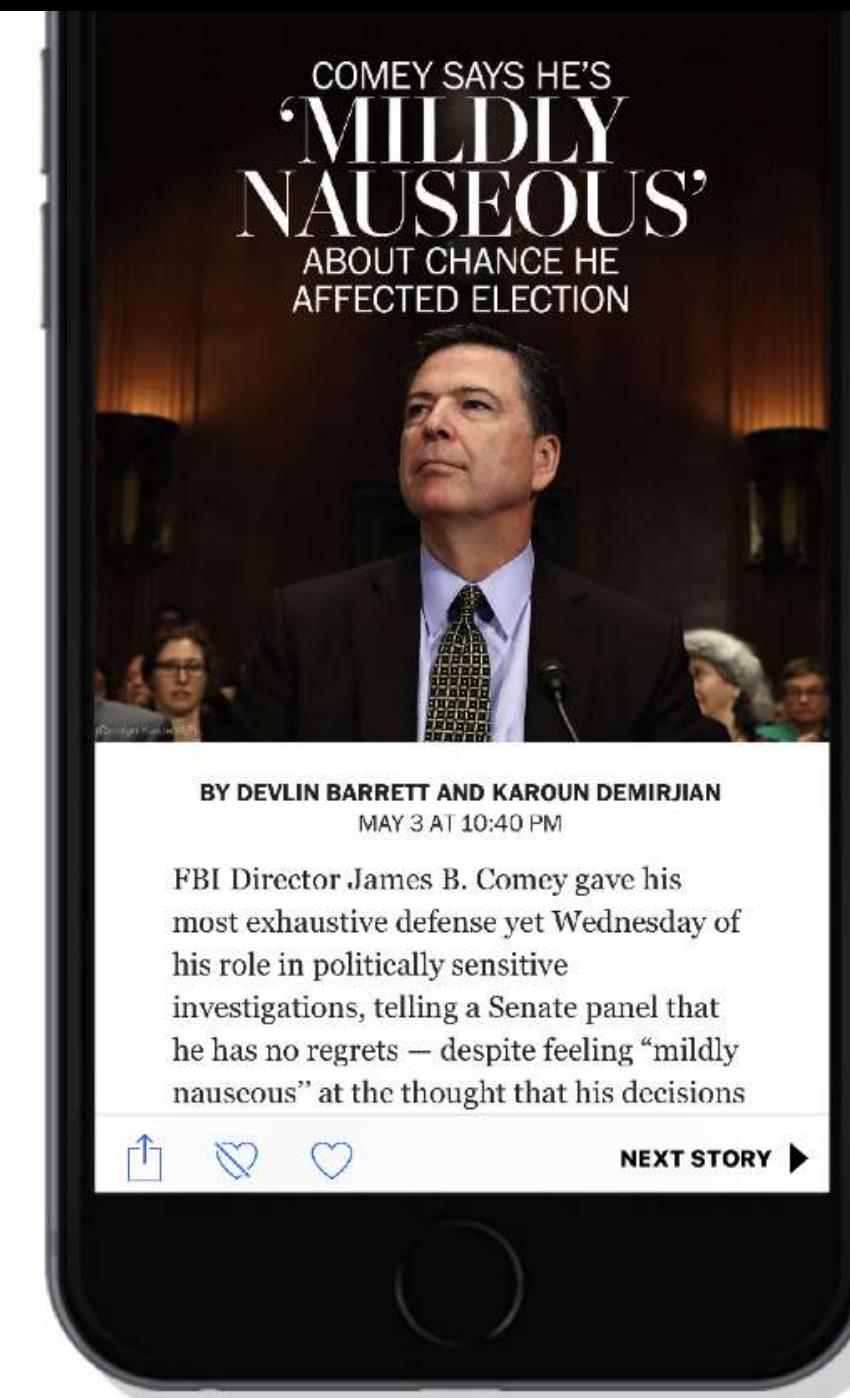 COMEY SAYS HE'S
‘MILDLY
NAUSEOUS’
ABOUT CHANCE HE
AFFECTED ELECTION
BY DEVLIN BARRETT AND KAROUN DEMIRJIAN
MAY 3 AT 10:40 PM
FBI Director James B. Comey gave his
most exhaustive defense yet Wednesday of
his role in politically sensitive
investigations, telling a Senate panel that
he has no regrets — despite feeling “mildly
nauseous” at the thought that his decisions
NEXT STORY